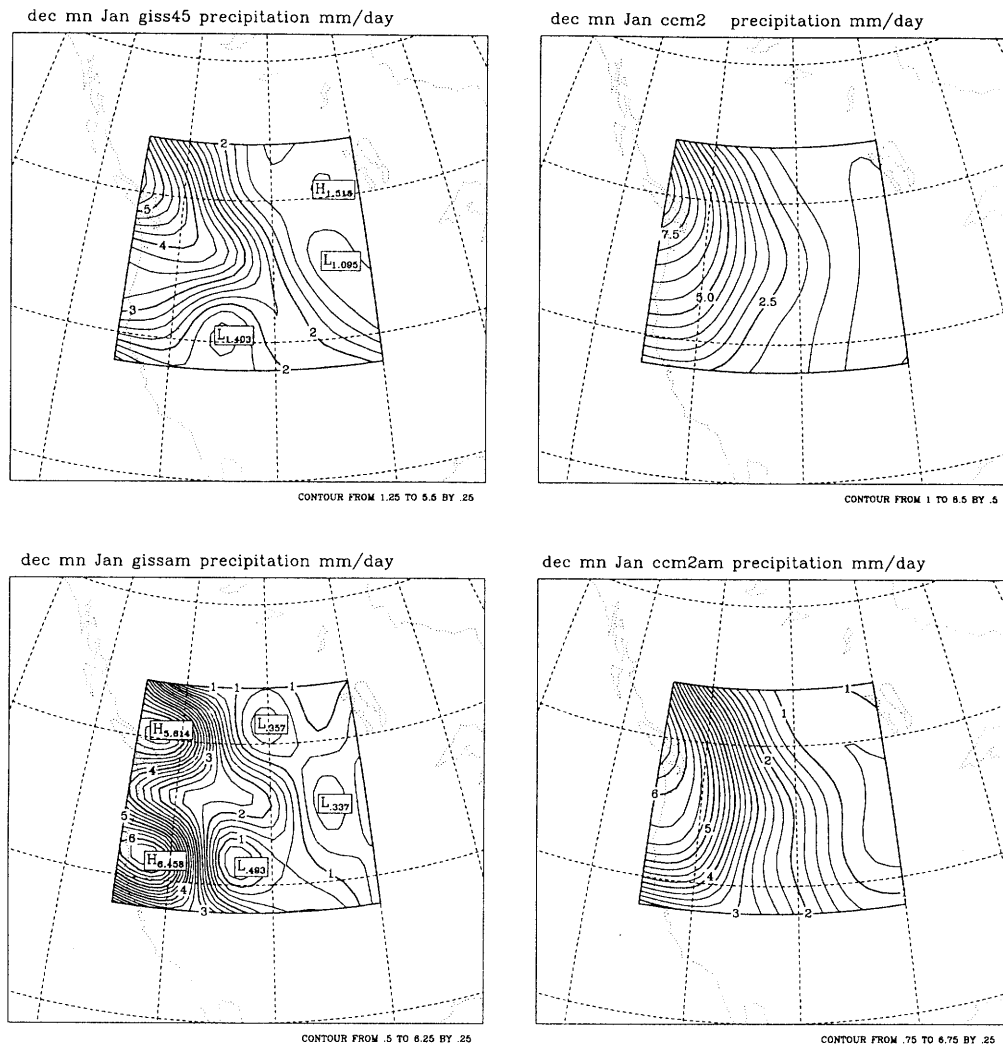 dec mn Jan giss45 precipitation mm/day
2
H1.518
5
4
L1.095
3
L1.403
2
2
CONTOUR FROM 1.25 TO 5.5 BY .25
dec mn Jan ccm2 precipitation mm/day
7.5
5.0
2.5
CONTOUR FROM 1 TO 8.5 BY .5
dec mn Jan gissam precipitation mm/day
1 1 1
H5.614
L.357
3
4
L.337
5
2
6
1
H6.458
L.493
1
4
3
CONTOUR FROM .5 TO 6.25 BY .25
dec mn Jan ccm2am precipitation mm/day
1
1
2
6
5
4
3
2
CONTOUR FROM .75 TO 6.75 BY .25